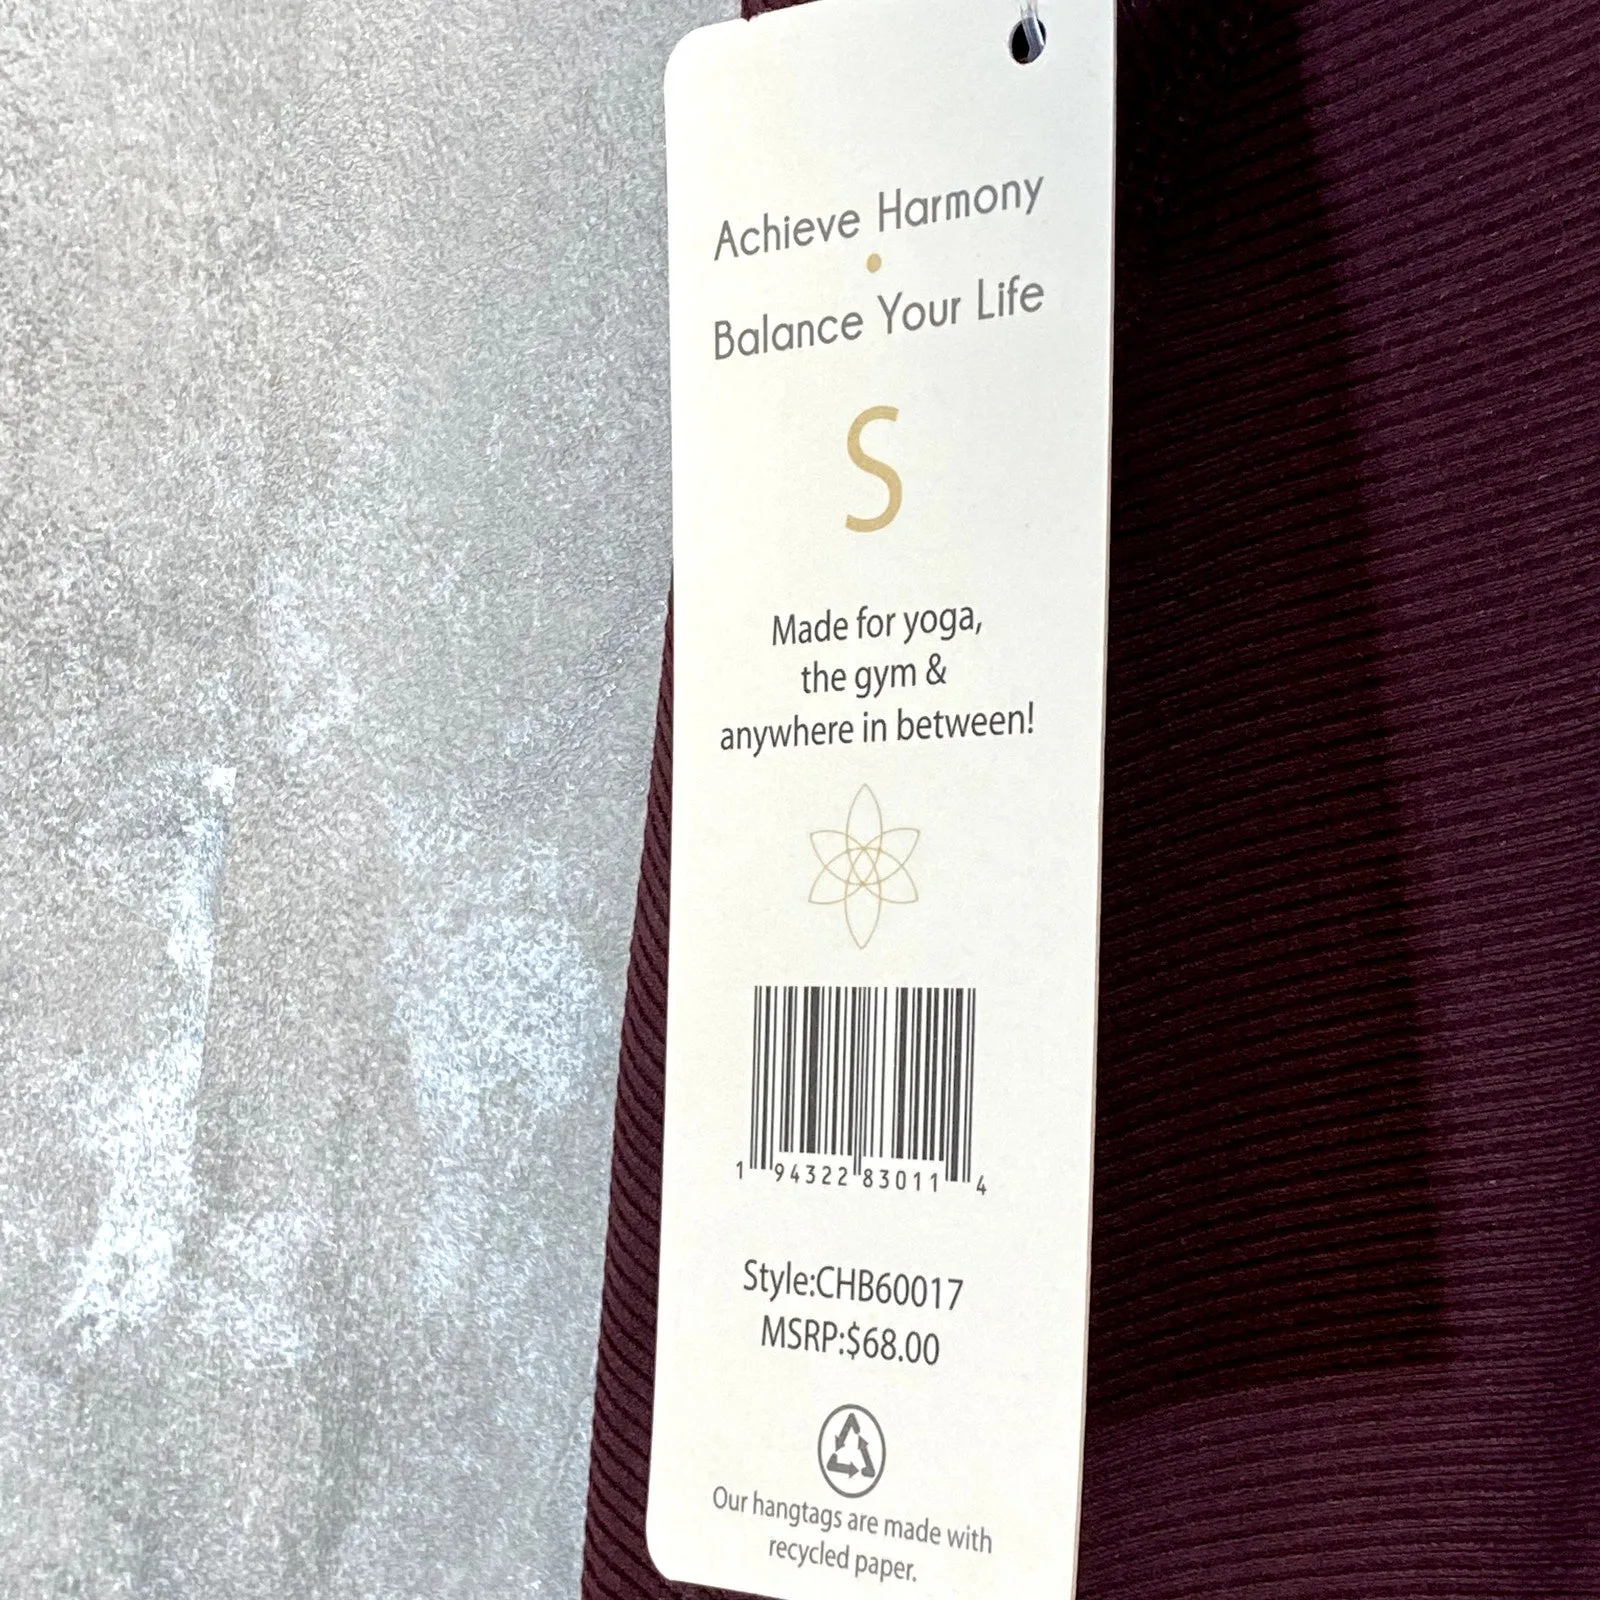 Achieve Harmony
•
Balance Your Life
S
Made for yoga,
the gym &
anywhere in between!
1 94322 83011 4
Style:CHB60017
MSRP:$68.00
Our hangtags are made with
recycled paper.